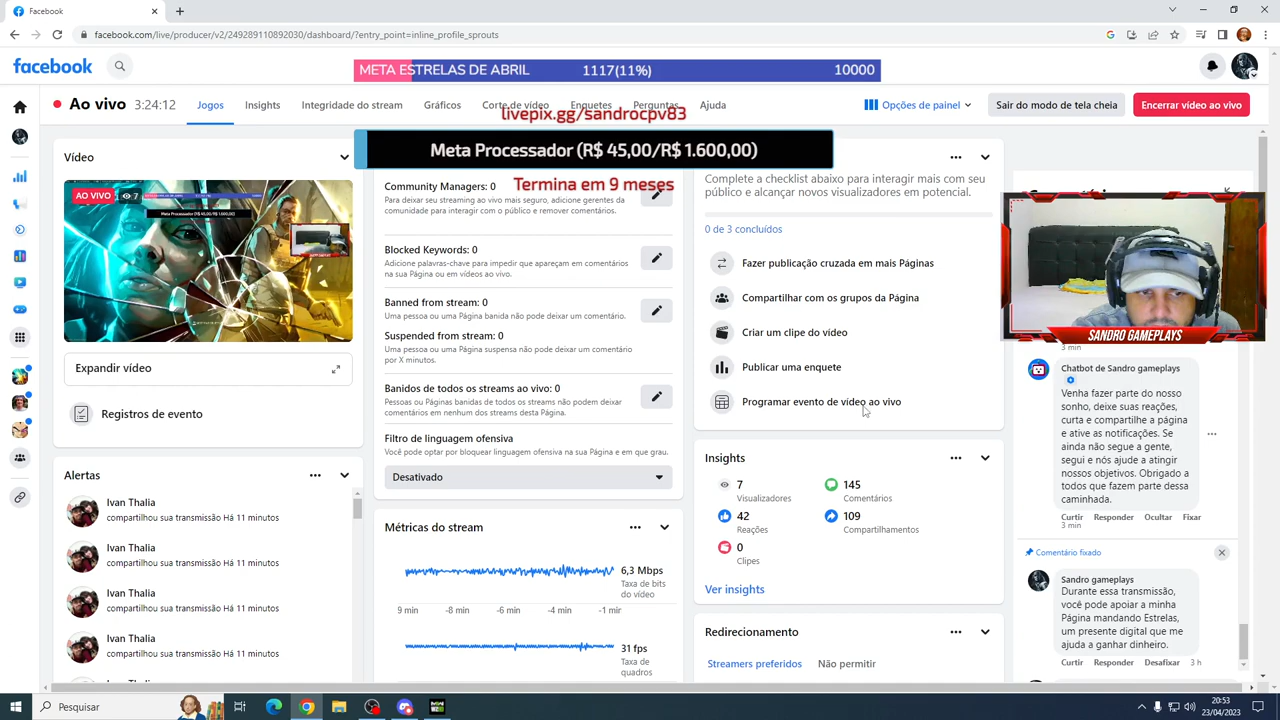 Facebook
facebook.com/live/producer/v2/249289110892030/dashboard/?entry_point=inline_profile_sprouts
facebook
META ESTRELAS DE ABRIL 1117(11%) 10000
Ao vivo 3:24:12
Jogos
Insights
Integridade do stream
Gráficos
Corte de vídeo
Enquetes
Perguntas
Ajuda
Opções de painel
Sair do modo de tela cheia
Encerrar vídeo ao vivo
livepix.gg/sandrocpv83
Meta Processador (R$ 45,00/R$ 1.600,00)
Termina em 9 meses
Vídeo
AO VIVO 7
Meta Processador (R$ 45,00/R$ 1.600,00)
Expandir vídeo
Registros de evento
Alertas
Ivan Thalia
compartilhou sua transmissão Há 11 minutos
Ivan Thalia
compartilhou sua transmissão Há 11 minutos
Ivan Thalia
compartilhou sua transmissão Há 11 minutos
Ivan Thalia
compartilhou sua transmissão Há 11 minutos
Community Managers: 0
Para deixar seu streaming ao vivo mais seguro, adicione gerentes da
comunidade para interagir com o público e remover comentários.
Blocked Keywords: 0
Adicione palavras-chave para impedir que apareçam em comentários
na sua Página ou em vídeos ao vivo.
Banned from stream: 0
Uma pessoa ou uma Página banida não pode deixar um comentário.
Suspended from stream: 0
Uma pessoa ou uma Página suspensa não pode deixar um comentário
por X minutos.
Banidos de todos os streams ao vivo: 0
Pessoas ou Páginas banidas de todos os streams não podem deixar
comentários em nenhum dos streams desta Página.
Filtro de linguagem ofensiva
Você pode optar por bloquear linguagem ofensiva na sua Página e em que grau.
Desativado
Métricas do stream
6,3 Mbps
Taxa de bits
do vídeo
9 min -8 min -6 min -4 min -1 min
31 fps
Taxa de
quadros
Complete a checklist abaixo para interagir mais com seu
público e alcançar novos visualizadores em potencial.
0 de 3 concluídos
Fazer publicação cruzada em mais Páginas
Compartilhar com os grupos da Página
Criar um clipe do vídeo
Publicar uma enquete
Programar evento de vídeo ao vivo
Insights
7
Visualizadores
145
Comentários
42
Reações
109
Compartilhamentos
0
Clipes
Ver insights
Redirecionamento
Streamers preferidos
Não permitir
SANDRO GAMEPLAYS
3 min
Chatbot de Sandro gameplays
Venha fazer parte do nosso
sonho, deixe suas reações,
curta e compartilhe a página
e ative as notificações. Se
ainda não segue a gente,
segui e nós ajude a atingir
nossos objetivos. Obrigado a
todos que fazem parte dessa
caminhada.
Curtir Responder Ocultar Fixar
3 min
Comentário fixado
Sandro gameplays
Durante essa transmissão,
você pode apoiar a minha
Página mandando Estrelas,
um presente digital que me
ajuda a ganhar dinheiro.
Curtir Responder Desafixar 3 h
Pesquisar
20:53
23/04/2023